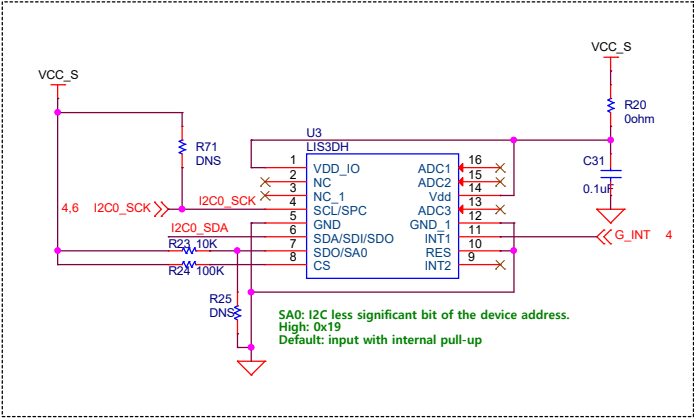 VCC_S
VCC_S
R20
0ohm
R71
DNS
U3
LIS3DH
C31
0.1uF
1 VDD_IO ADC1 16
2 NC ADC2 15
3 NC_1 Vdd 14
4,6 I2C0_SCK I2C0_SCK 4 SCL/SPC ADC3 13
5 GND GND_1 12
I2C0_SDA 6 SDA/SDI/SDO INT1 11 G_INT 4
R23 10K 7 SDO/SA0 RES 10
R24 100K 8 CS INT2 9
R25
DNS
SA0: I2C less significant bit of the device address.
High: 0x19
Default: input with internal pull-up